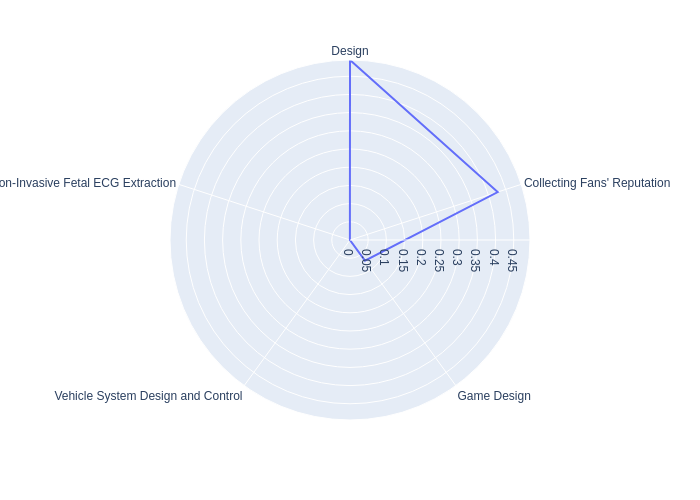 Design
on-Invasive Fetal ECG Extraction
Collecting Fans' Reputation
0
0.05
0.1
0.15
0.2
0.25
0.3
0.35
0.4
0.45
Vehicle System Design and Control
Game Design